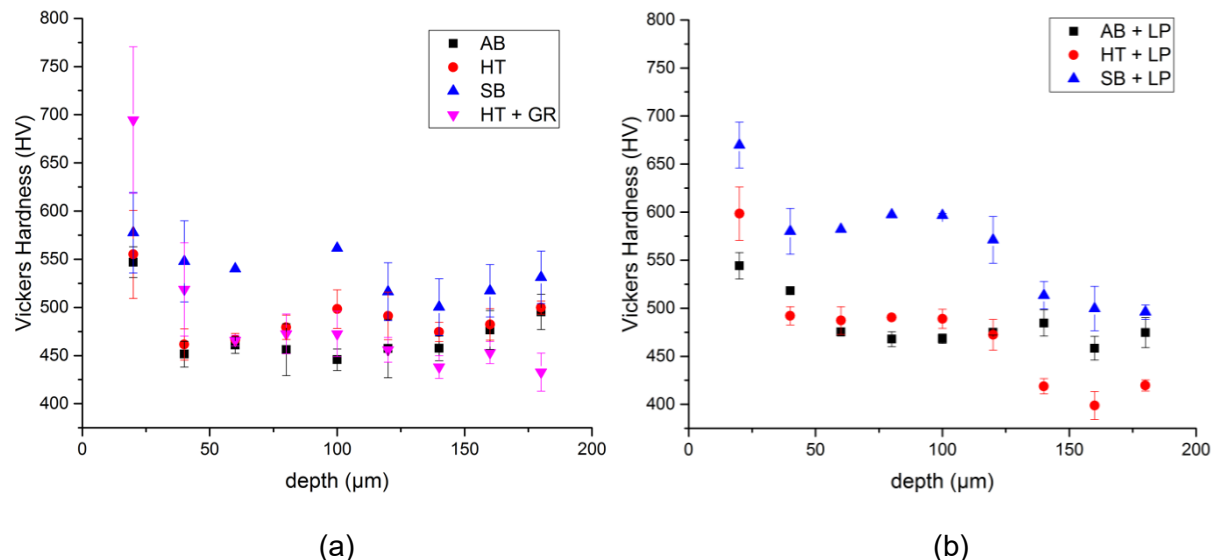 800
750
700
650
600
550
500
450
400
Vickers Hardness (HV)
0
50
100
150
200
depth (µm)
AB
HT
SB
HT + GR
(a)
800
750
700
650
600
550
500
450
400
Vickers Hardness (HV)
0
50
100
150
200
depth (µm)
AB + LP
HT + LP
SB + LP
(b)